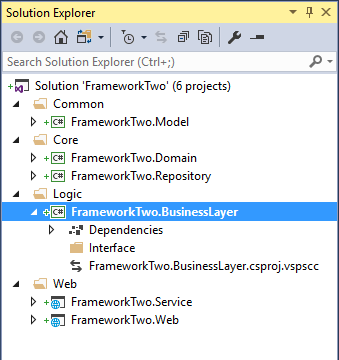 Solution Explorer
Search Solution Explorer (Ctrl+;)
Solution 'FrameworkTwo' (6 projects)
Common
C# FrameworkTwo.Model
Core
C# FrameworkTwo.Domain
C# FrameworkTwo.Repository
Logic
C# FrameworkTwo.BusinessLayer
Dependencies
Interface
FrameworkTwo.BusinessLayer.csproj.vspscc
Web
FrameworkTwo.Service
FrameworkTwo.Web